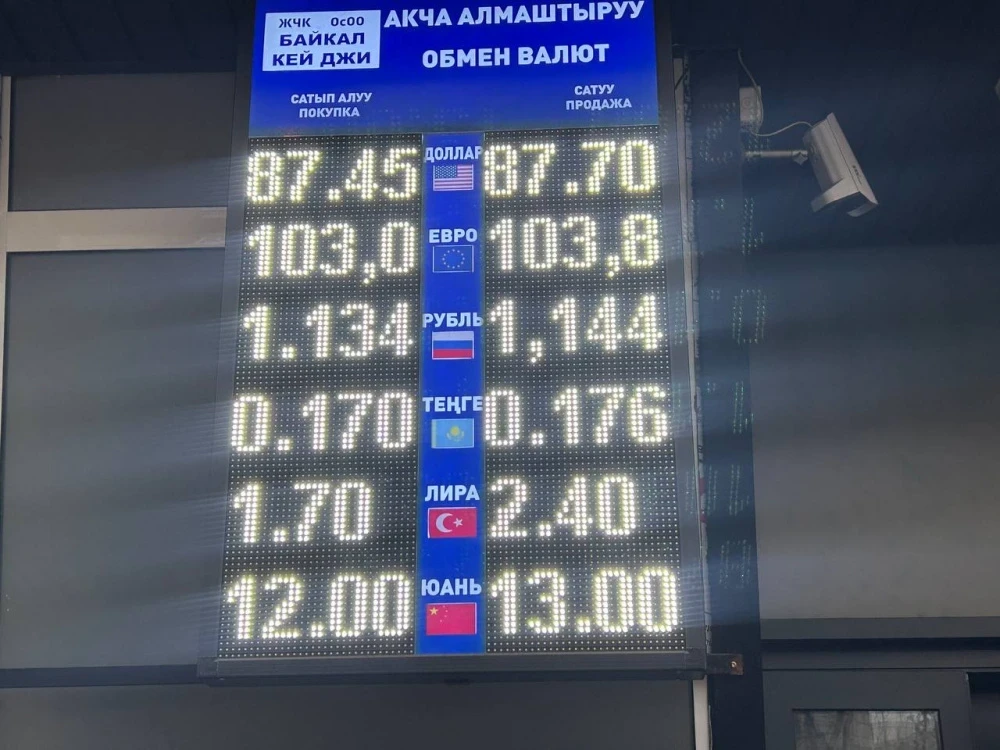 ЖЧК ОсОО
БАЙКАЛ
КЕЙ ДЖИ
АКЧА АЛМАШТЫРУУ
ОБМЕН ВАЛЮТ
САТЫП АЛУУ
ПОКУПКА
САТУУ
ПРОДАЖА
87.45 ДОЛЛАР 87.70
103,0 ЕВРО 103,8
1.134 РУБЛЬ 1,144
0.170 ТЕҢГЕ 0.176
1.70 ЛИРА 2.40
12.00 ЮАНЬ 13.00